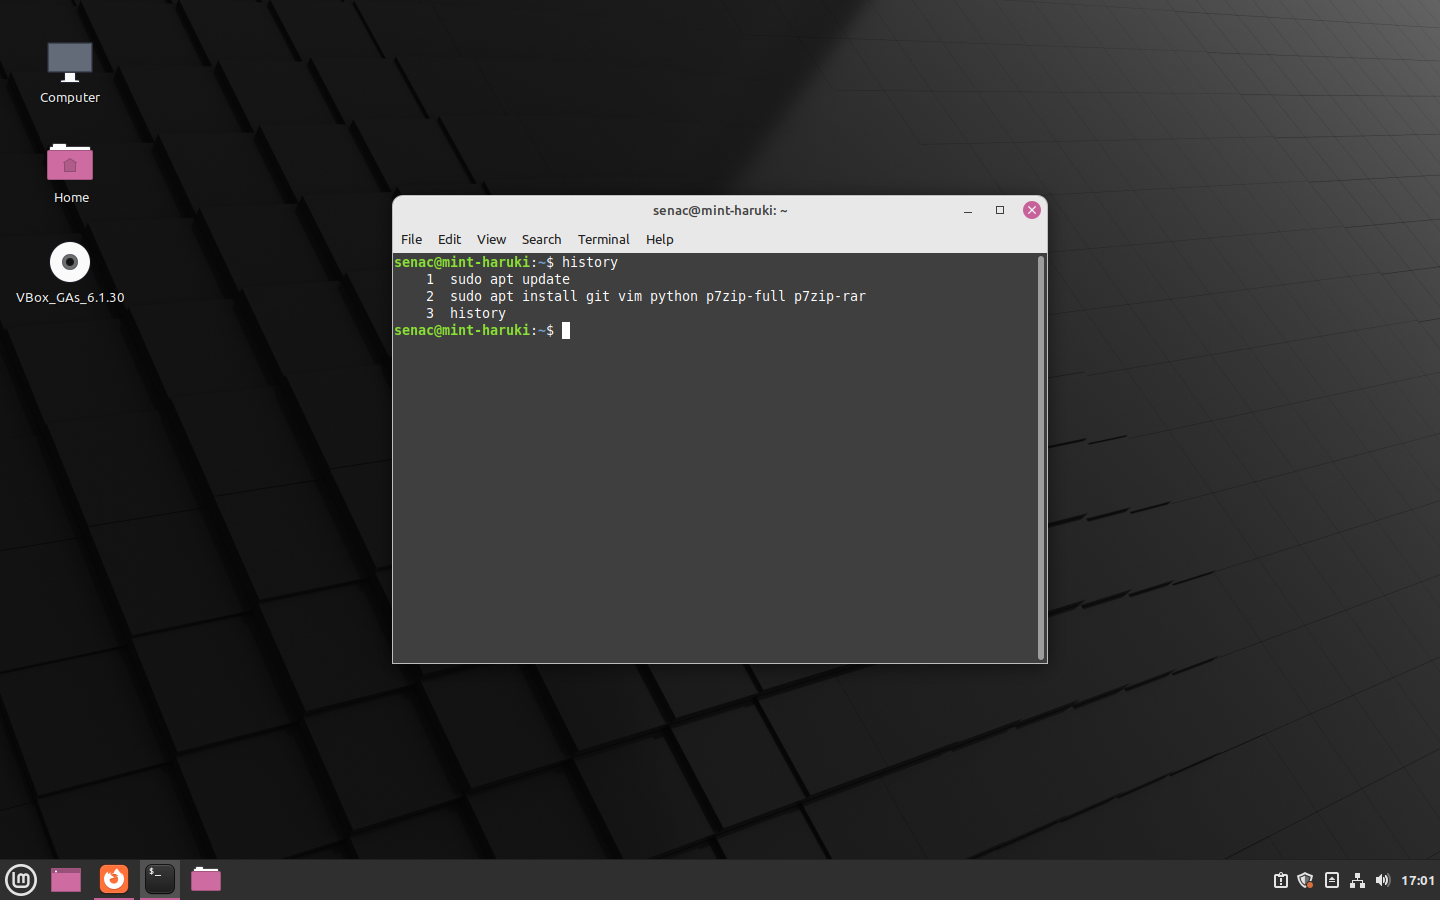 Computer
Home
VBox_GAs_6.1.30
senac@mint-haruki: ~
File Edit View Search Terminal Help
senac@mint-haruki:~$ history
1 sudo apt update
2 sudo apt install git vim python p7zip-full p7zip-rar
3 history
senac@mint-haruki:~$
$_
17:01